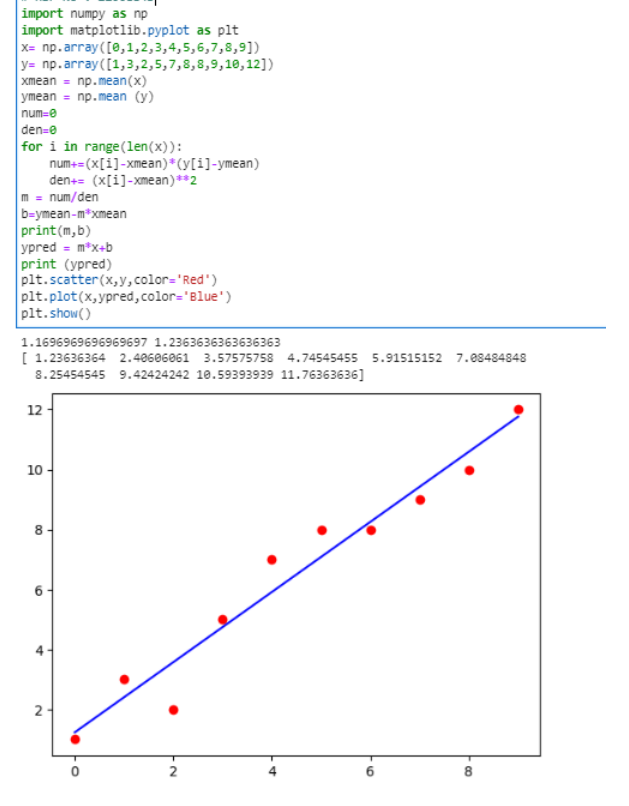 import numpy as np
import matplotlib.pyplot as plt
x= np.array([0,1,2,3,4,5,6,7,8,9])
y= np.array([1,3,2,5,7,8,8,9,10,12])
xmean = np.mean(x)
ymean = np.mean (y)
num=0
den=0
for i in range(len(x)):
    num+=(x[i]-xmean)*(y[i]-ymean)
    den+= (x[i]-xmean)**2
m = num/den
b=ymean-m*xmean
print(m,b)
ypred = m*x+b
print (ypred)
plt.scatter(x,y,color='Red')
plt.plot(x,ypred,color='Blue')
plt.show()
1.1696969696969697 1.2363636363636363
[ 1.23636364  2.40606061  3.57575758  4.74545455  5.91515152  7.08484848
  8.25454545  9.42424242 10.59393939 11.76363636]
12
10
8
6
4
2
0 2 4 6 8